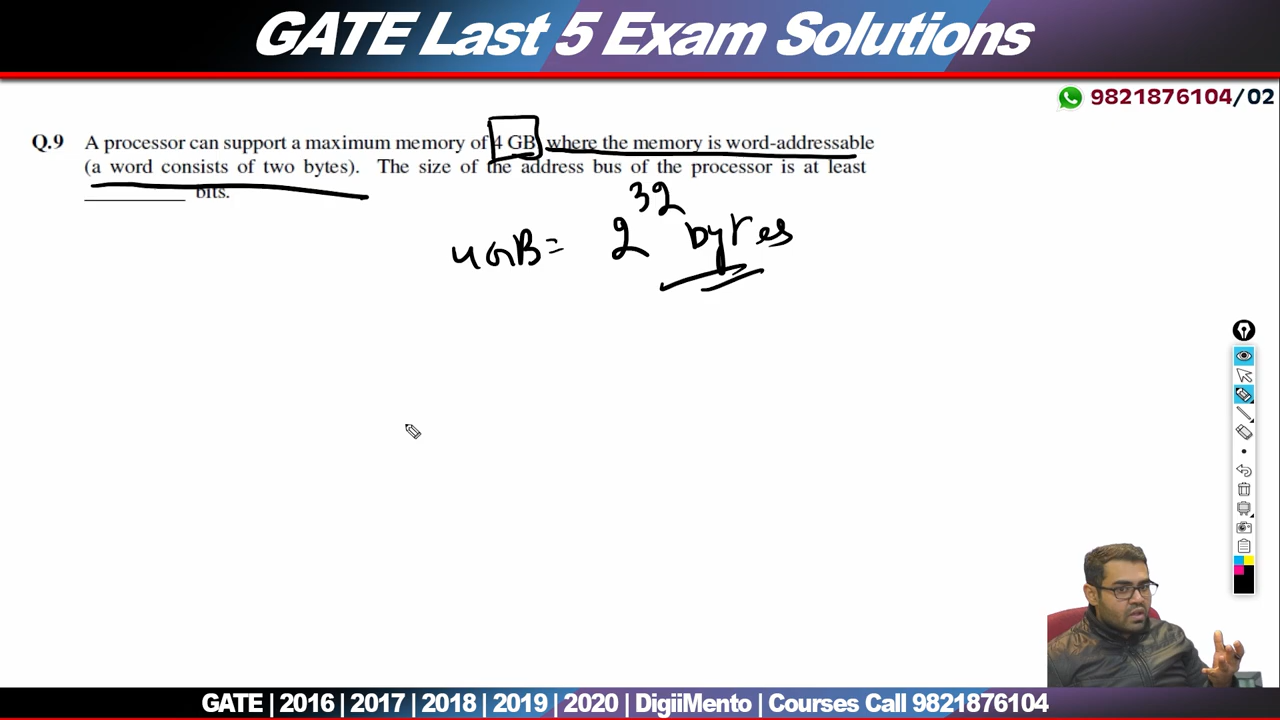 GATE Last 5 Exam Solutions
9821876104/02
Q.9 A processor can support a maximum memory of 4 GB, where the memory is word-addressable
(a word consists of two bytes). The size of the address bus of the processor is at least
__________ bits.
4GB = 2^32 bytes
GATE | 2016 | 2017 | 2018 | 2019 | 2020 | DigiiMento | Courses Call 9821876104